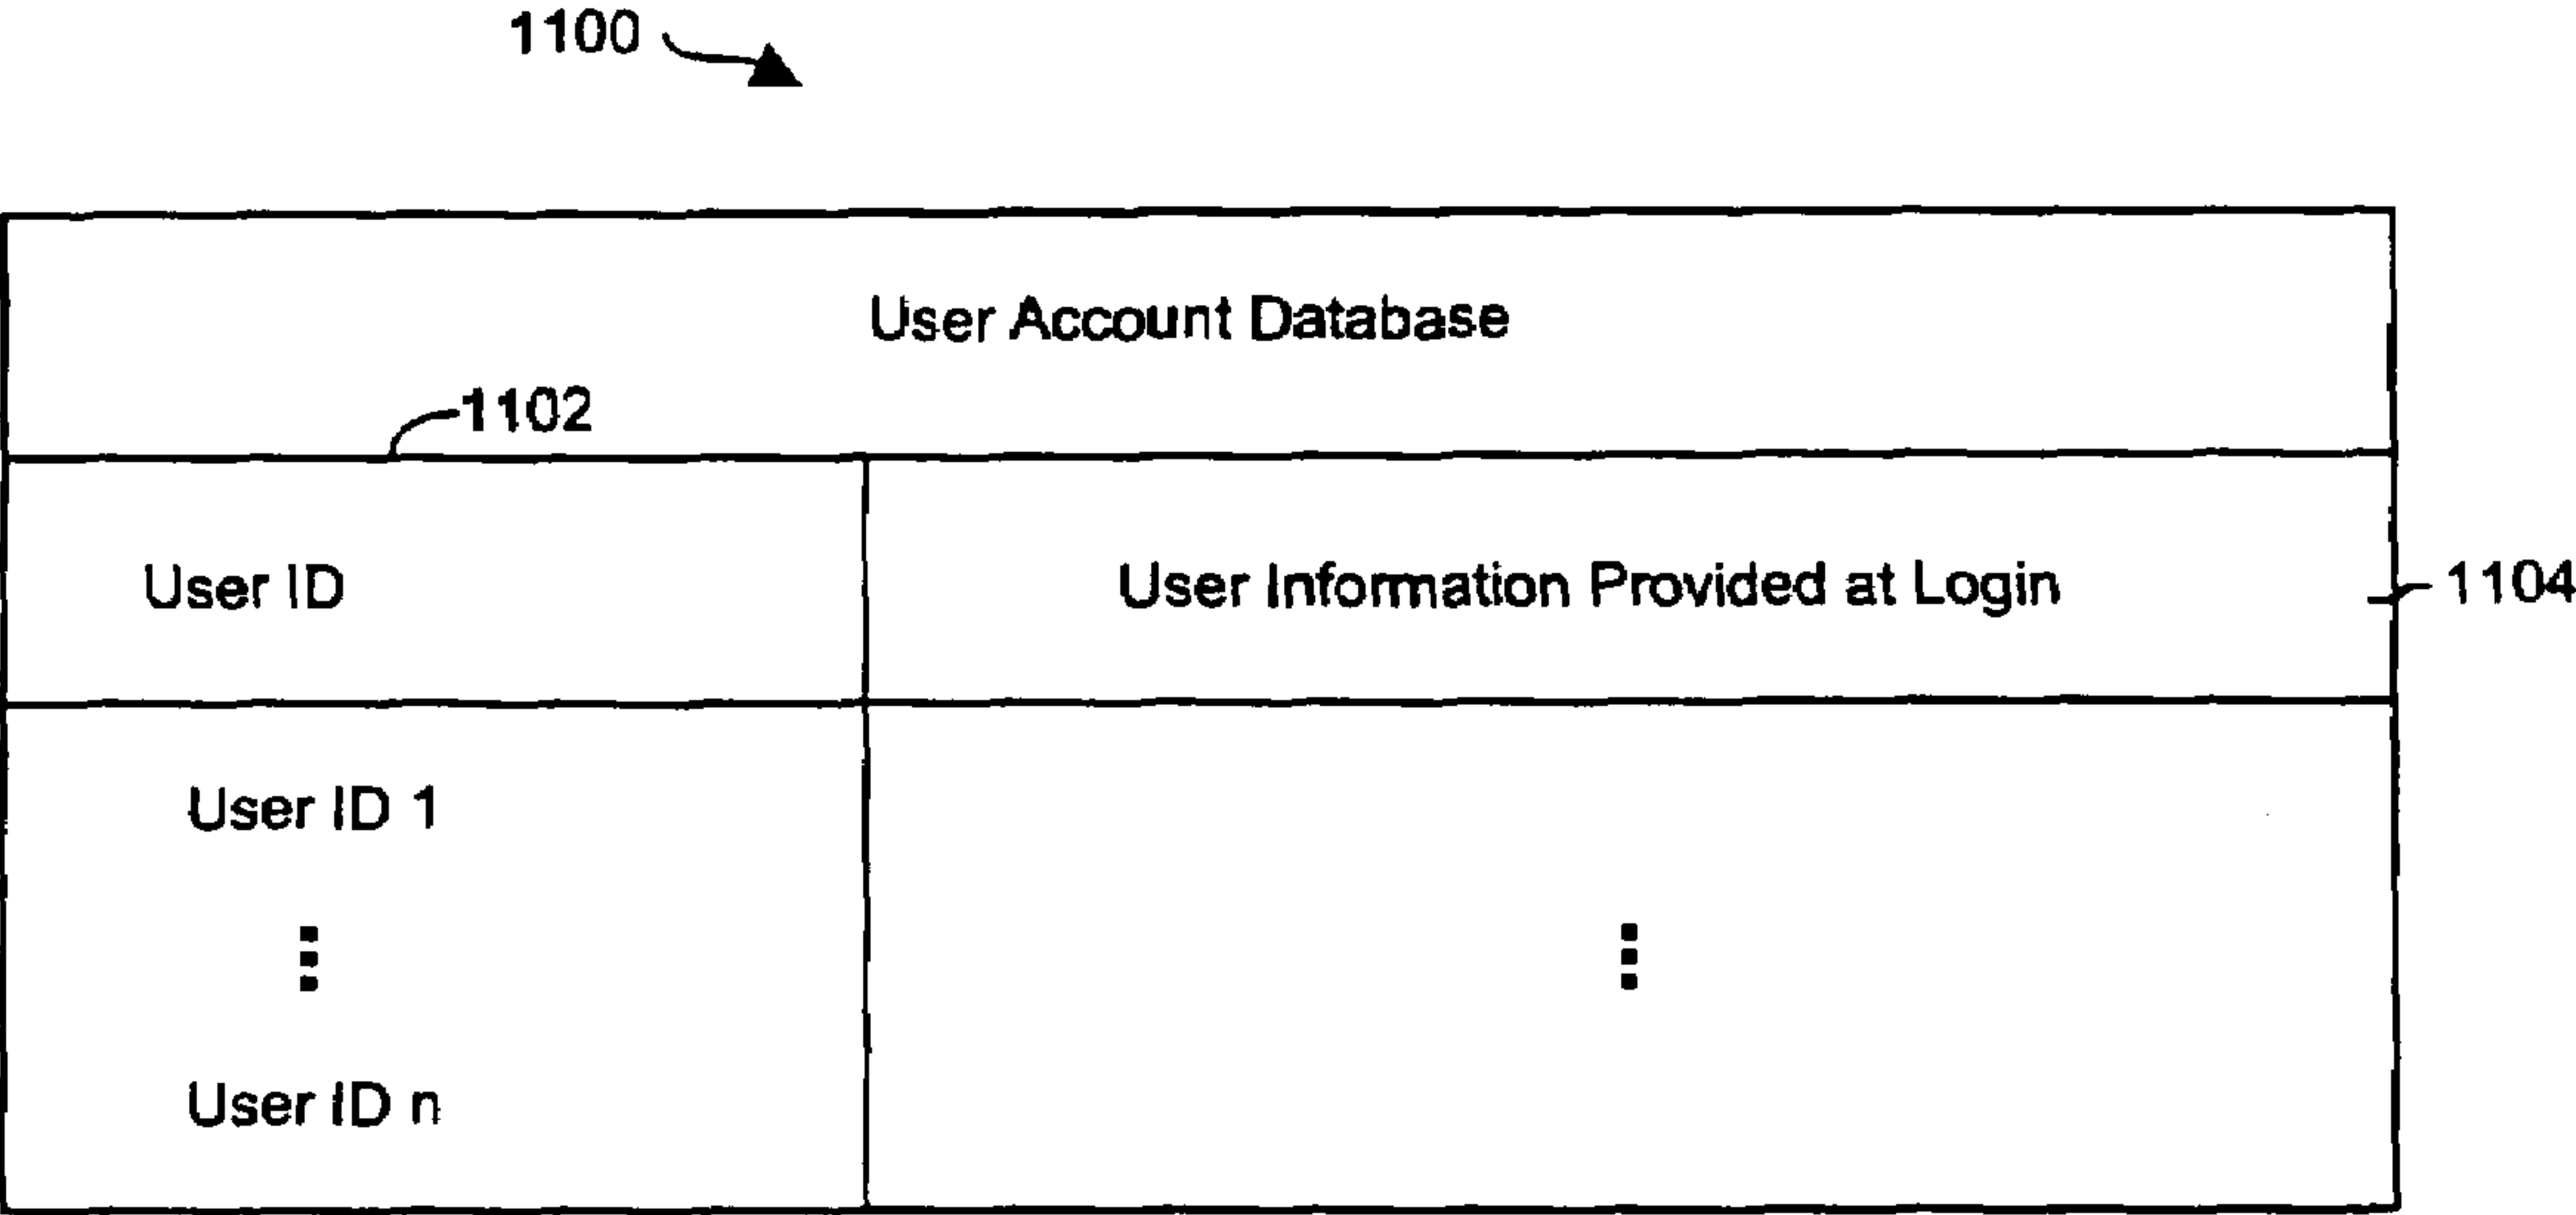 1100
User Account Database
1102
User ID
User Information Provided at Login
1104
User ID 1
User ID n